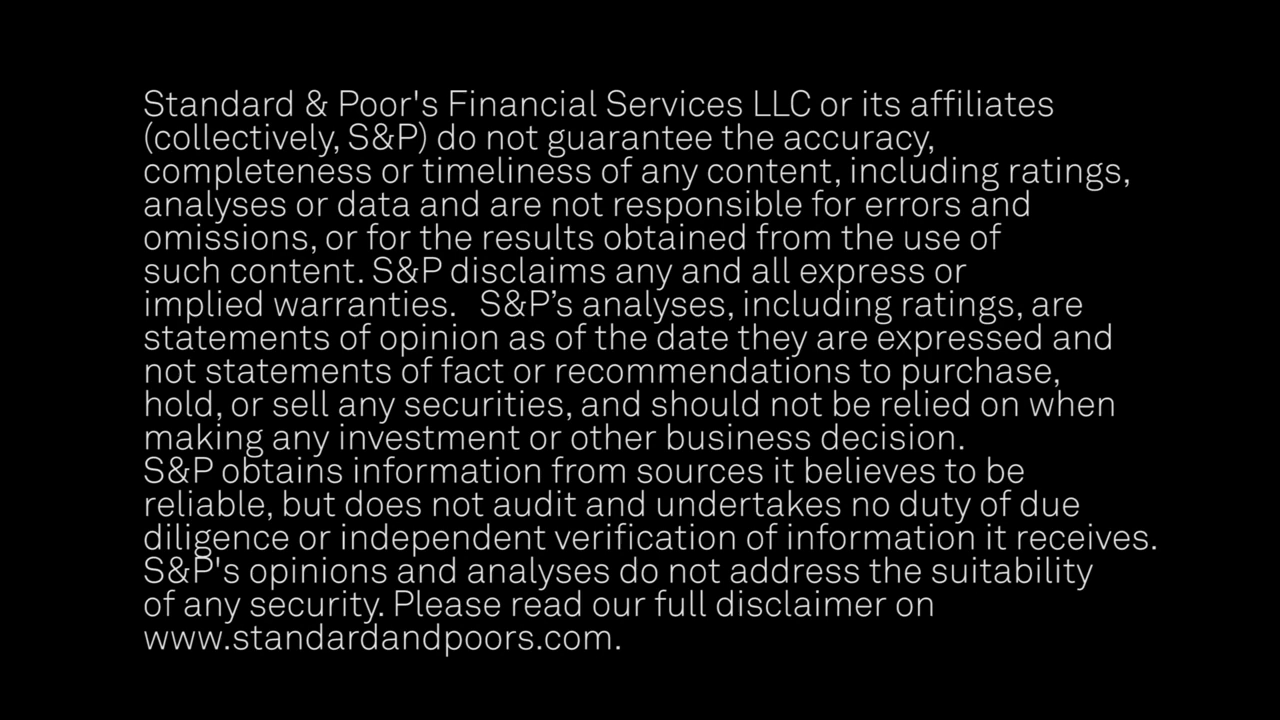 Standard & Poor's Financial Services LLC or its affiliates
(collectively, S&P) do not guarantee the accuracy,
completeness or timeliness of any content, including ratings,
analyses or data and are not responsible for errors and
omissions, or for the results obtained from the use of
such content. S&P disclaims any and all express or
implied warranties.   S&P’s analyses, including ratings, are
statements of opinion as of the date they are expressed and
not statements of fact or recommendations to purchase,
hold, or sell any securities, and should not be relied on when
making any investment or other business decision.
S&P obtains information from sources it believes to be
reliable, but does not audit and undertakes no duty of due
diligence or independent verification of information it receives.
S&P's opinions and analyses do not address the suitability
of any security. Please read our full disclaimer on
www.standardandpoors.com.